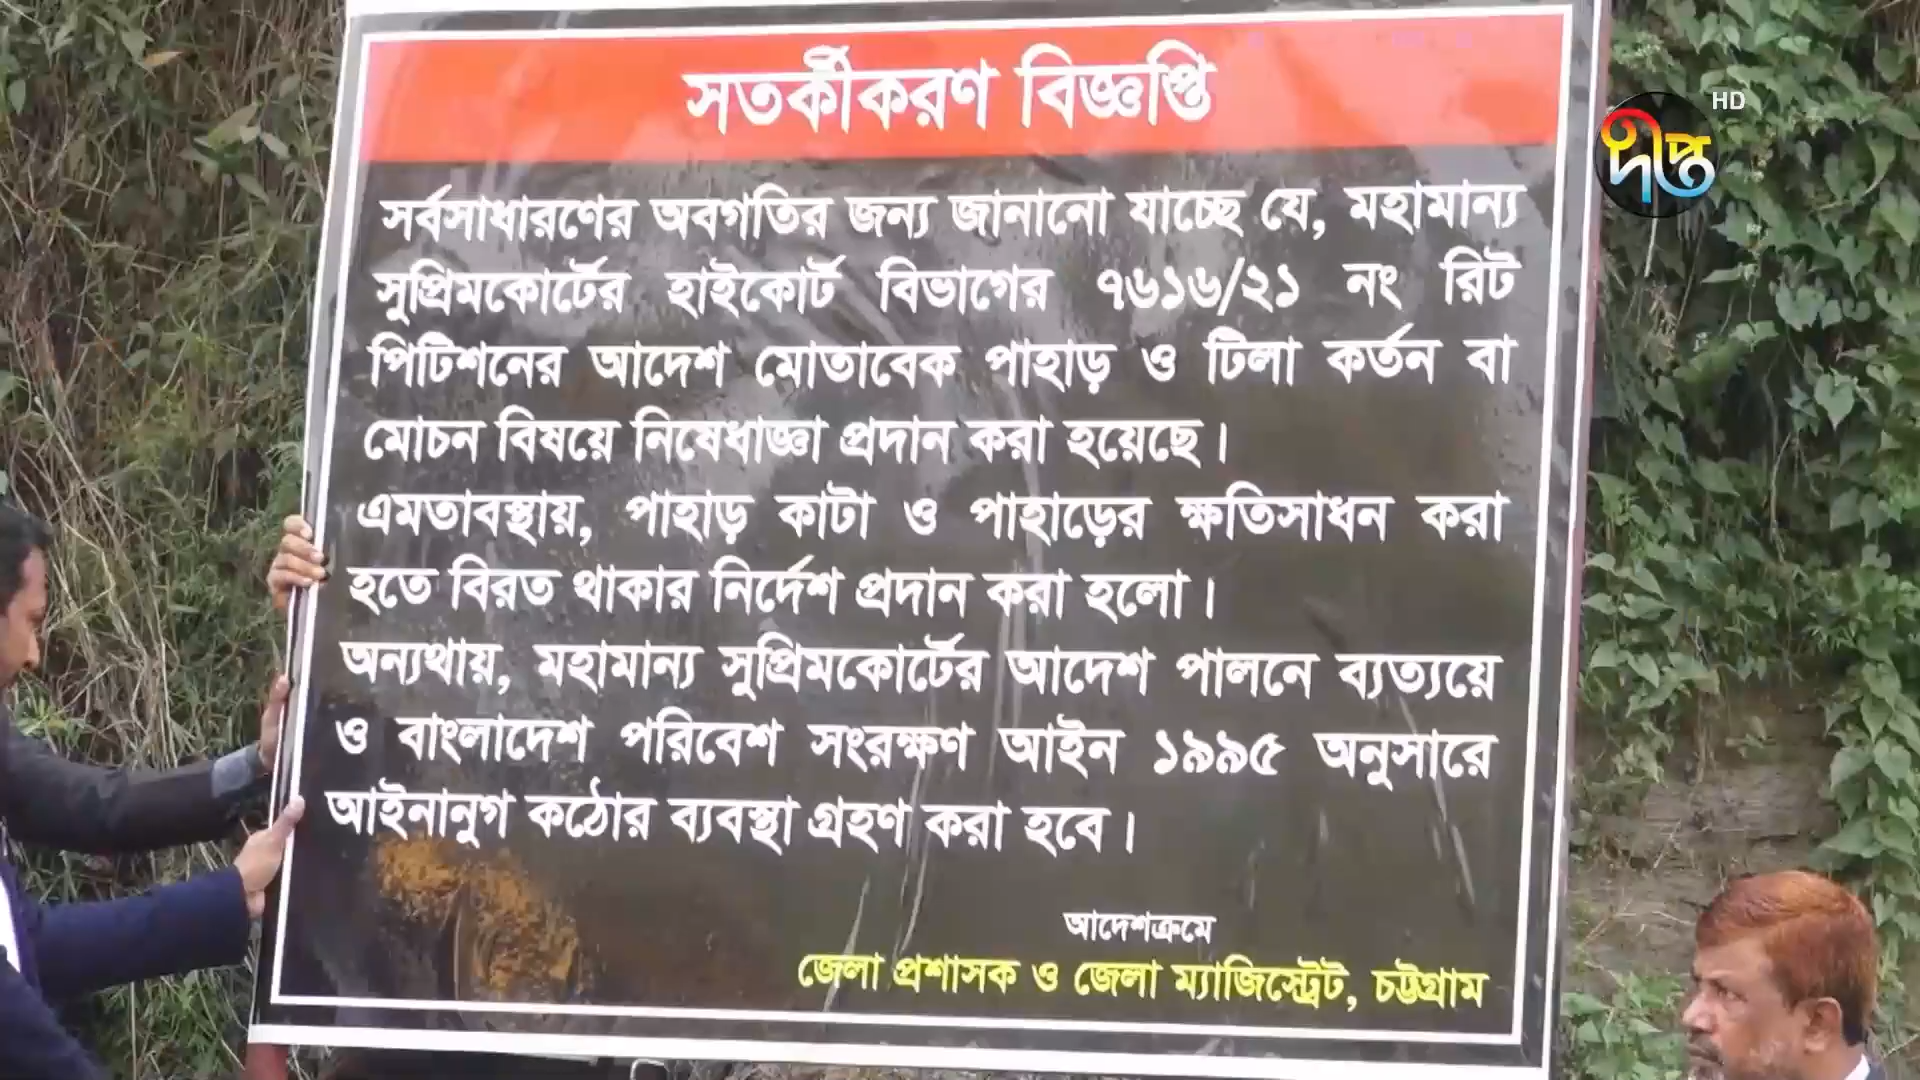 সতর্কীকরণ বিজ্ঞপ্তি
HD
দীপ্ত
সর্বসাধারণের অবগতির জন্য জানানো যাচ্ছে যে, মহামান্য
সুপ্রিমকোর্টের হাইকোর্ট বিভাগের ৭৬১৬/২১ নং রিট
পিটিশনের আদেশ মোতাবেক পাহাড় ও টিলা কর্তন বা
মোচন বিষয়ে নিষেধাজ্ঞা প্রদান করা হয়েছে।
এমতাবস্থায়, পাহাড় কাটা ও পাহাড়ের ক্ষতিসাধন করা
হতে বিরত থাকার নির্দেশ প্রদান করা হলো।
অন্যথায়, মহামান্য সুপ্রিমকোর্টের আদেশ পালনে ব্যত্যয়ে
ও বাংলাদেশ পরিবেশ সংরক্ষণ আইন ১৯৯৫ অনুসারে
আইনানুগ কঠোর ব্যবস্থা গ্রহণ করা হবে।
আদেশক্রমে
জেলা প্রশাসক ও জেলা ম্যাজিস্ট্রেট, চট্টগ্রাম